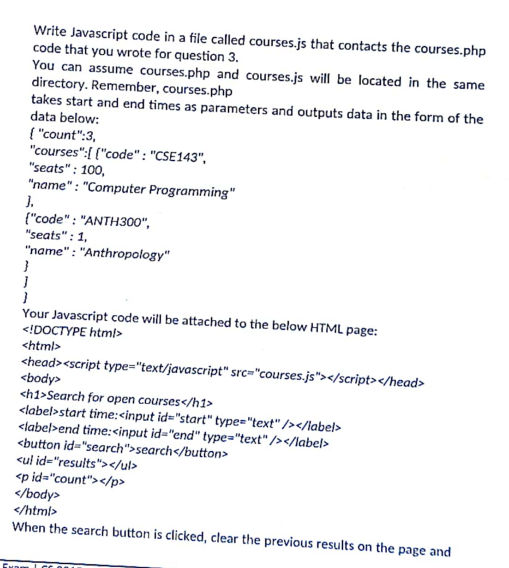 Write Javascript code in a file called courses.js that contacts the courses.php
code that you wrote for question 3.
You can assume courses.php and courses.js will be located in the same
directory. Remember, courses.php
takes start and end times as parameters and outputs data in the form of the
data below:
{ "count":3,
"courses":[ {"code" : "CSE143",
"seats" : 100,
"name" : "Computer Programming"
},
{"code" : "ANTH300",
"seats" : 1,
"name" : "Anthropology"
}
]
}
Your Javascript code will be attached to the below HTML page:
<!DOCTYPE html>
<html>
<head><script type="text/javascript" src="courses.js"></script></head>
<body>
<h1>Search for open courses</h1>
<label>start time:<input id="start" type="text" /></label>
<label>end time:<input id="end" type="text" /></label>
<button id="search">search</button>
<ul id="results"></ul>
<p id="count"></p>
</body>
</html>
When the search button is clicked, clear the previous results on the page and